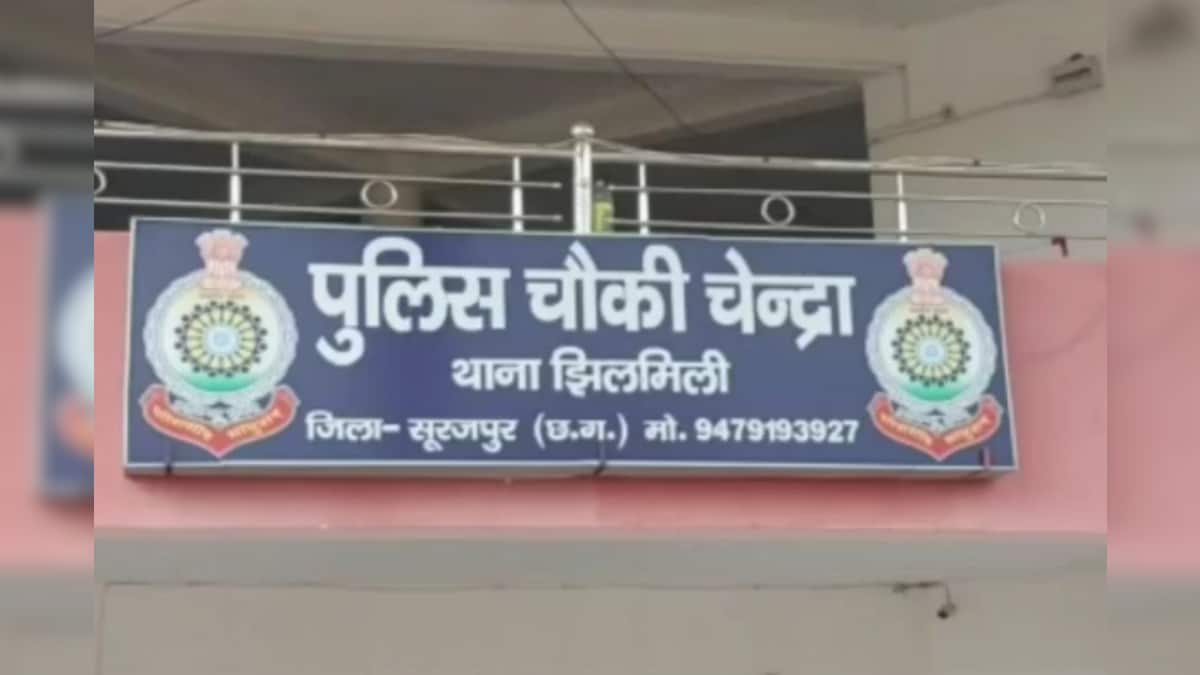 पुलिस चौकी चेन्द्रा
थाना झिलमिली
जिला- सूरजपुर (छ.ग.) मो. 9479193927